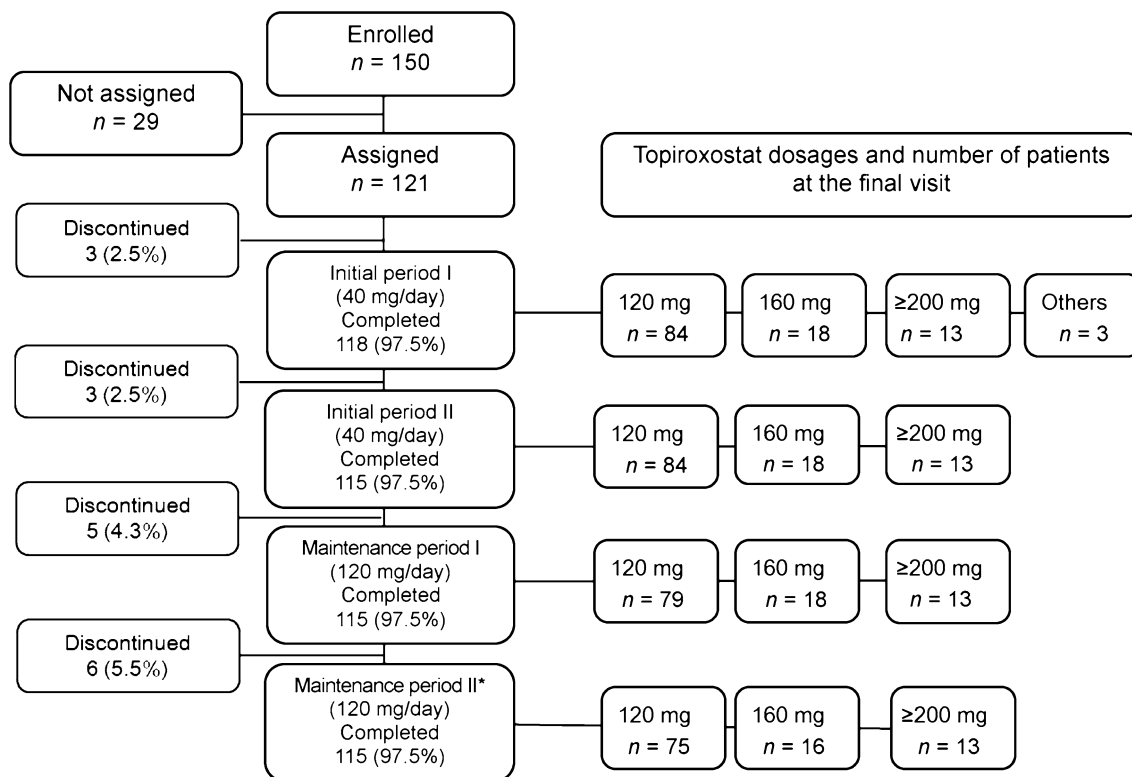 Enrolled
n = 150
Not assigned
n = 29
Assigned
n = 121
Topiroxostat dosages and number of patients
at the final visit
Discontinued
3 (2.5%)
Initial period I
(40 mg/day)
Completed
118 (97.5%)
120 mg
n = 84
160 mg
n = 18
≥200 mg
n = 13
Others
n = 3
Discontinued
3 (2.5%)
Initial period II
(40 mg/day)
Completed
115 (97.5%)
120 mg
n = 84
160 mg
n = 18
≥200 mg
n = 13
Discontinued
5 (4.3%)
Maintenance period I
(120 mg/day)
Completed
115 (97.5%)
120 mg
n = 79
160 mg
n = 18
≥200 mg
n = 13
Discontinued
6 (5.5%)
Maintenance period II*
(120 mg/day)
Completed
115 (97.5%)
120 mg
n = 75
160 mg
n = 16
≥200 mg
n = 13